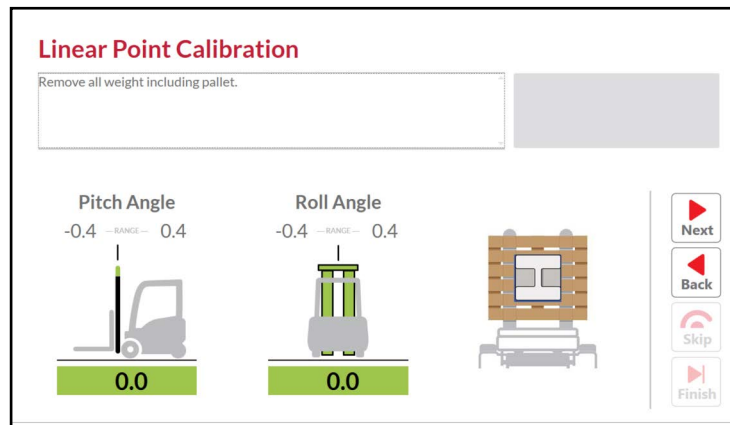 Linear Point Calibration
Remove all weight including pallet.
Pitch Angle
-0.4 —RANGE— 0.4
0.0
Roll Angle
-0.4 —RANGE— 0.4
0.0
Next
Back
Skip
Finish